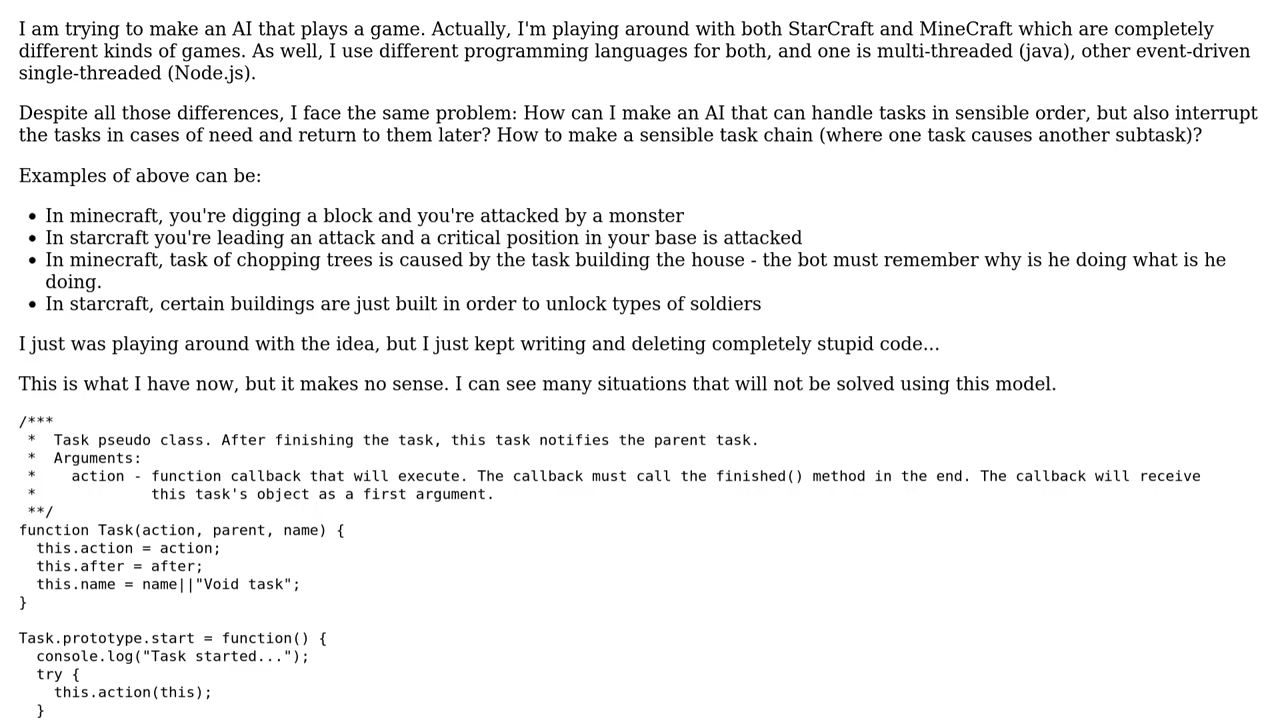 I am trying to make an AI that plays a game. Actually, I'm playing around with both StarCraft and MineCraft which are completely
different kinds of games. As well, I use different programming languages for both, and one is multi-threaded (java), other event-driven
single-threaded (Node.js).
Despite all those differences, I face the same problem: How can I make an AI that can handle tasks in sensible order, but also interrupt
the tasks in cases of need and return to them later? How to make a sensible task chain (where one task causes another subtask)?
Examples of above can be:
• In minecraft, you're digging a block and you're attacked by a monster
• In starcraft you're leading an attack and a critical position in your base is attacked
• In minecraft, task of chopping trees is caused by the task building the house - the bot must remember why is he doing what is he
doing.
• In starcraft, certain buildings are just built in order to unlock types of soldiers
I just was playing around with the idea, but I just kept writing and deleting completely stupid code...
This is what I have now, but it makes no sense. I can see many situations that will not be solved using this model.
/***
 *  Task pseudo class. After finishing the task, this task notifies the parent task.
 *  Arguments:
 *    action - function callback that will execute. The callback must call the finished() method in the end. The callback will receive
 *             this task's object as a first argument.
 **/
function Task(action, parent, name) {
  this.action = action;
  this.after = after;
  this.name = name||"Void task";
}
Task.prototype.start = function() {
  console.log("Task started...");
  try {
    this.action(this);
  }